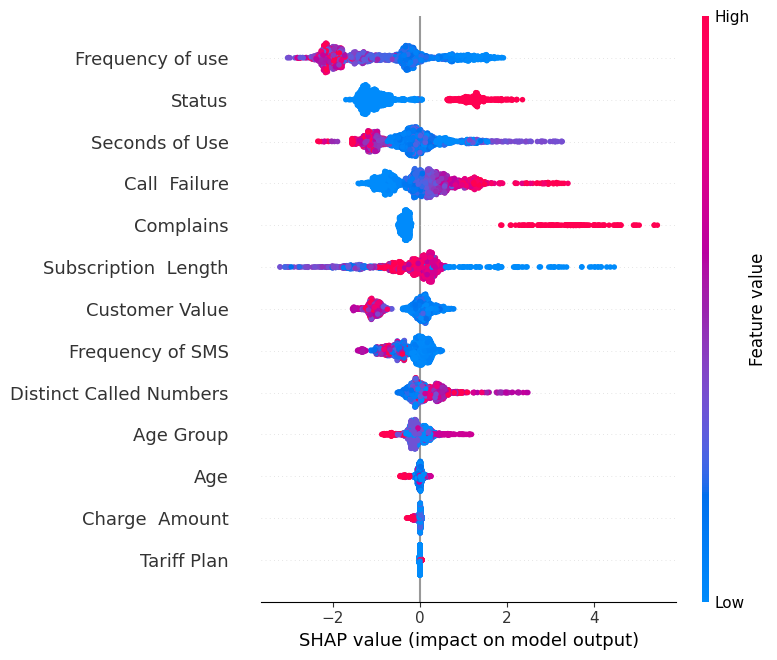 High
Frequency of use
Status
Seconds of Use
Call  Failure
Complains
Subscription  Length
Customer Value
Frequency of SMS
Distinct Called Numbers
Age Group
Age
Charge  Amount
Tariff Plan
Feature value
Low
−2 0 2 4
SHAP value (impact on model output)